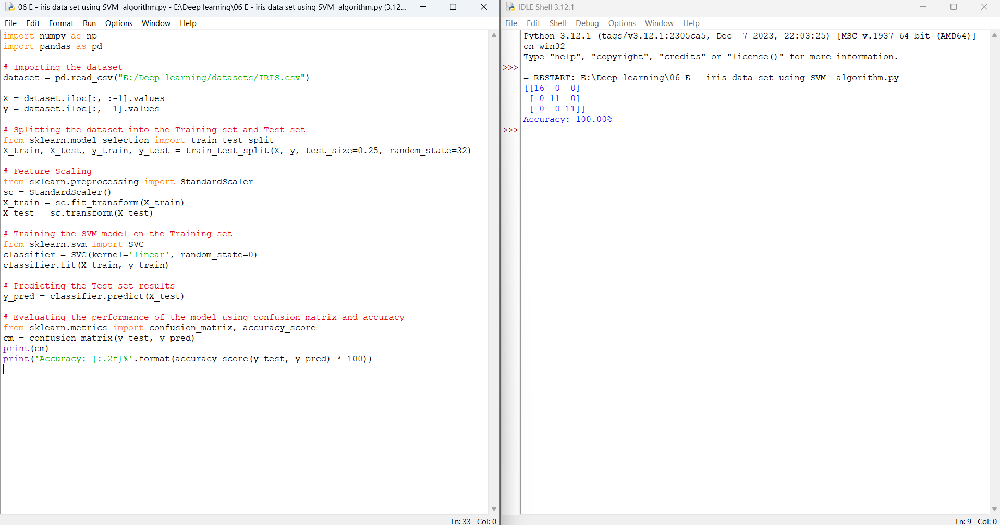 06 E - iris data set using SVM  algorithm.py - E:\Deep learning\06 E - iris data set using SVM  algorithm.py (3.12...
File Edit Format Run Options Window Help
import numpy as np
import pandas as pd

# Importing the dataset
dataset = pd.read_csv("E:/Deep learning/datasets/IRIS.csv")

X = dataset.iloc[:, :-1].values
y = dataset.iloc[:, -1].values

# Splitting the dataset into the Training set and Test set
from sklearn.model_selection import train_test_split
X_train, X_test, y_train, y_test = train_test_split(X, y, test_size=0.25, random_state=32)

# Feature Scaling
from sklearn.preprocessing import StandardScaler
sc = StandardScaler()
X_train = sc.fit_transform(X_train)
X_test = sc.transform(X_test)

# Training the SVM model on the Training set
from sklearn.svm import SVC
classifier = SVC(kernel='linear', random_state=0)
classifier.fit(X_train, y_train)

# Predicting the Test set results
y_pred = classifier.predict(X_test)

# Evaluating the performance of the model using confusion matrix and accuracy
from sklearn.metrics import confusion_matrix, accuracy_score
cm = confusion_matrix(y_test, y_pred)
print(cm)
print('Accuracy: {:.2f}%'.format(accuracy_score(y_test, y_pred) * 100))
Ln: 33 Col: 0
IDLE Shell 3.12.1
File Edit Shell Debug Options Window Help
Python 3.12.1 (tags/v3.12.1:2305ca5, Dec  7 2023, 22:03:25) [MSC v.1937 64 bit (AMD64)]
on win32
Type "help", "copyright", "credits" or "license()" for more information.
>>>
= RESTART: E:\Deep learning\06 E - iris data set using SVM  algorithm.py
[[16  0  0]
 [ 0 11  0]
 [ 0  0 11]]
Accuracy: 100.00%
>>>
Ln: 9 Col: 0